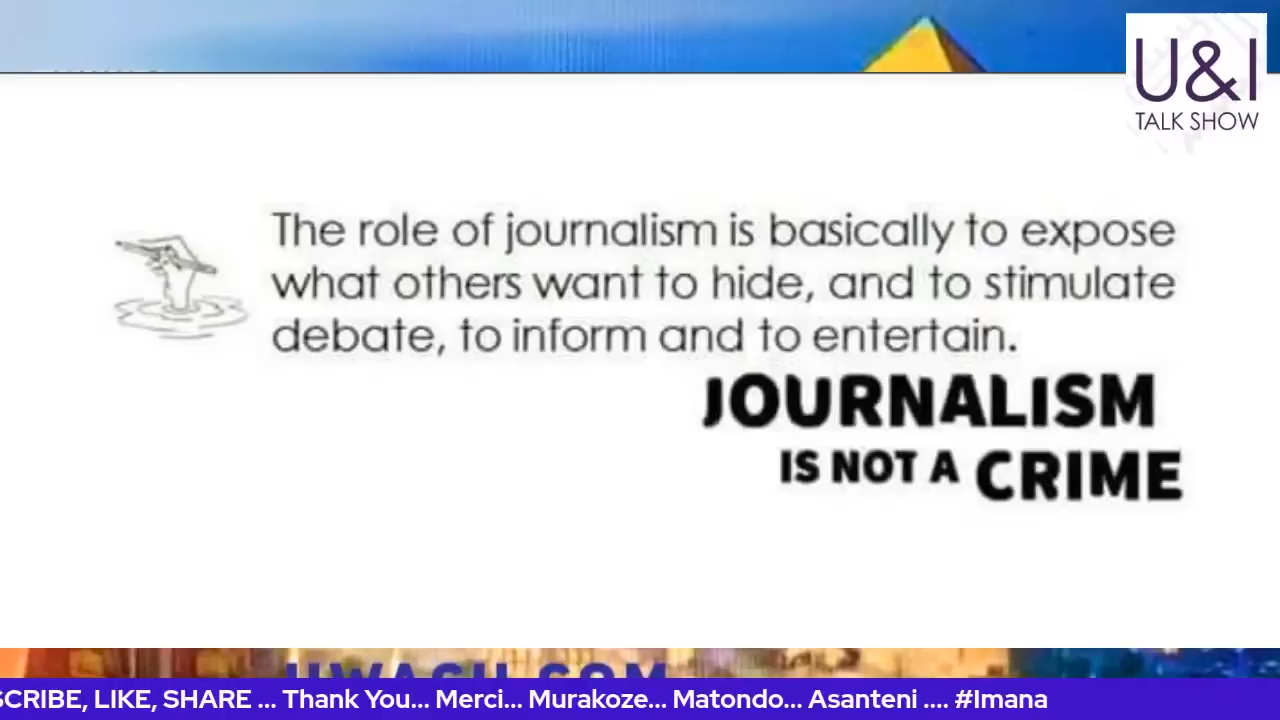 U&I
TALK SHOW
The role of journalism is basically to expose
what others want to hide, and to stimulate
debate, to inform and to entertain.
JOURNALISM
IS NOT A CRIME
SCRIBE, LIKE, SHARE ... Thank You... Merci... Murakoze... Matondo... Asanteni .... #Imana